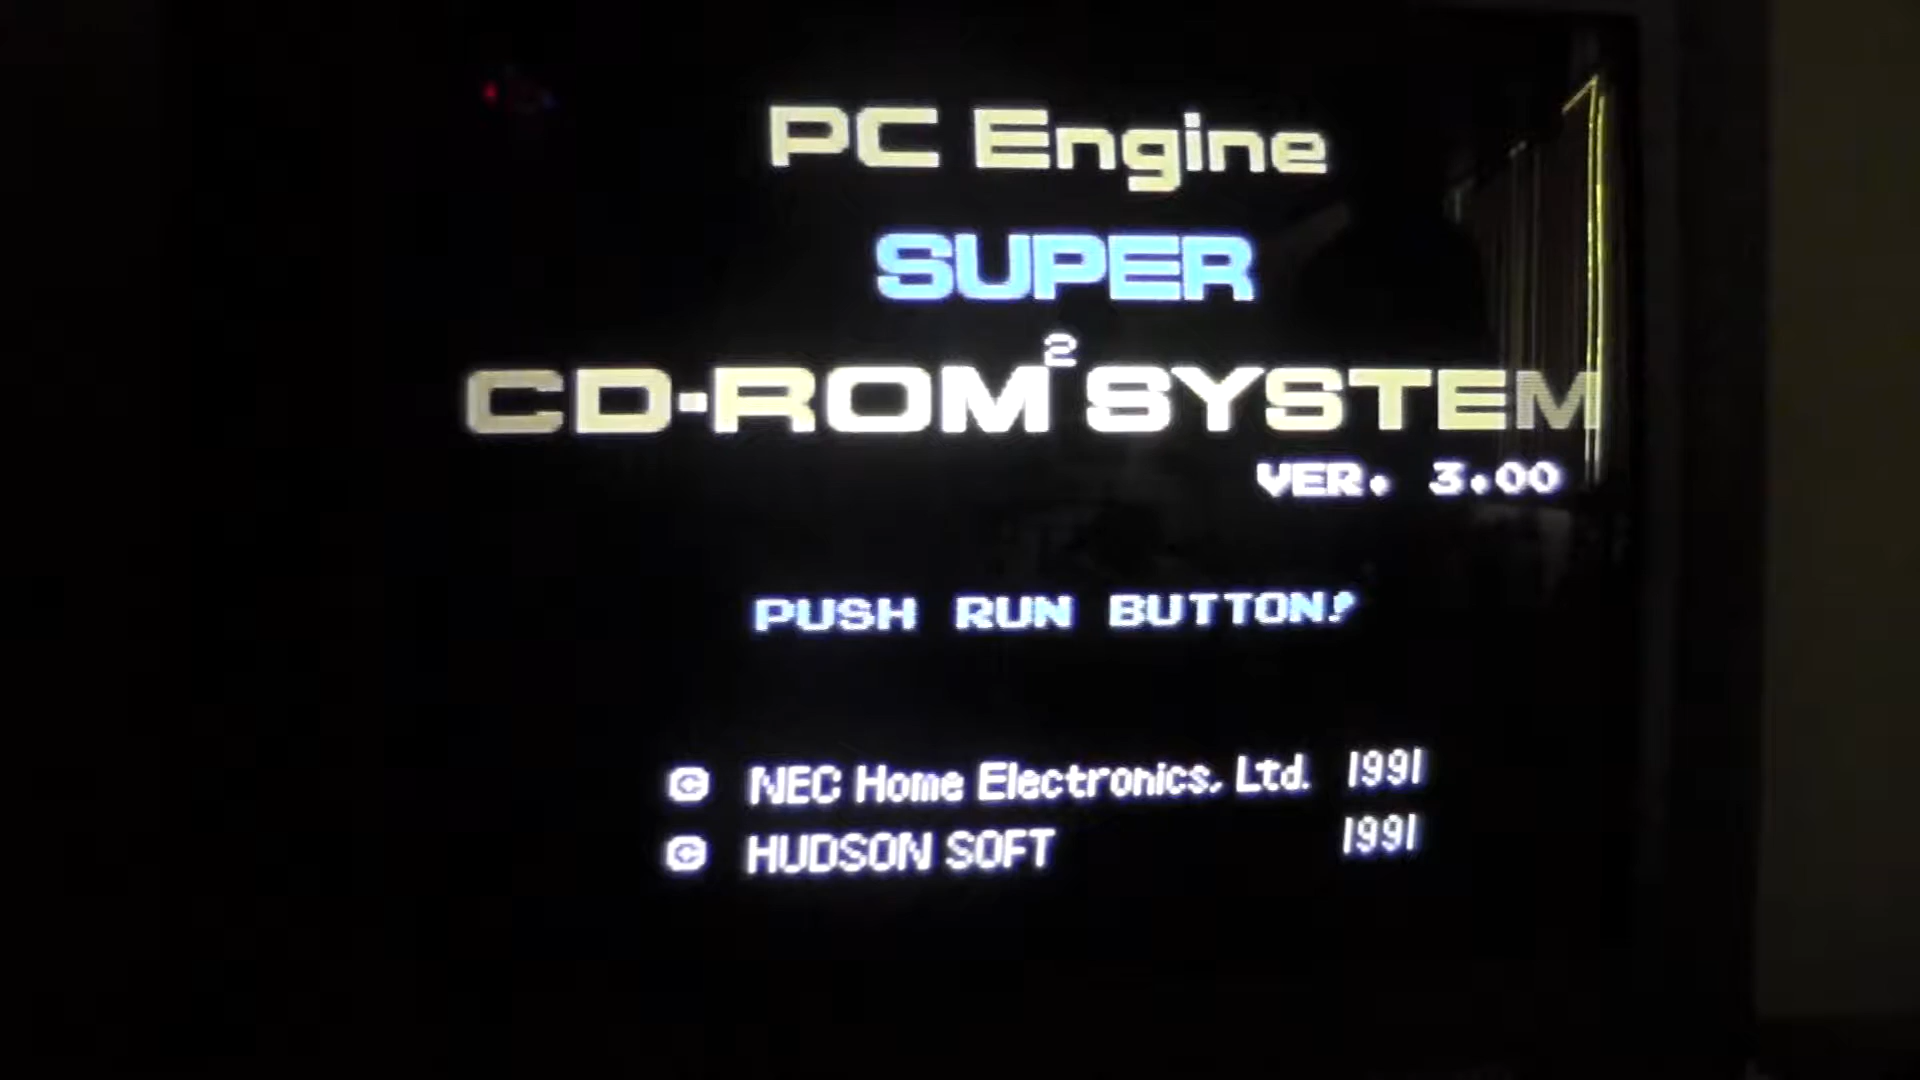 PC Engine
SUPER
CD-ROM² SYSTEM
VER. 3.00
PUSH RUN BUTTON!
© NEC Home Electronics, Ltd. 1991
© HUDSON SOFT 1991